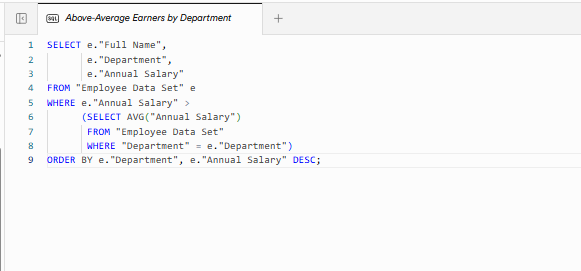 SQL Above-Average Earners by Department +
1 SELECT e."Full Name",
2 e."Department",
3 e."Annual Salary"
4 FROM "Employee Data Set" e
5 WHERE e."Annual Salary" >
6 (SELECT AVG("Annual Salary")
7 FROM "Employee Data Set"
8 WHERE "Department" = e."Department")
9 ORDER BY e."Department", e."Annual Salary" DESC;